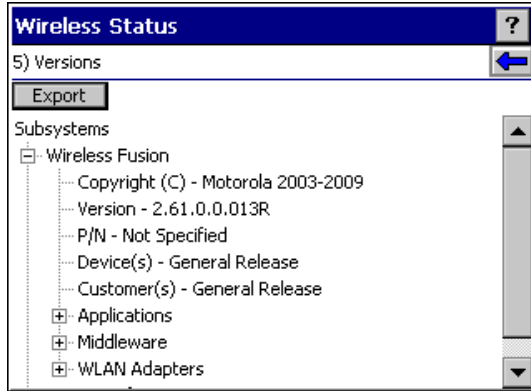 Wireless Status ?
5) Versions
Export
Subsystems
Wireless Fusion
Copyright (C) - Motorola 2003-2009
Version - 2.61.0.0.013R
P/N - Not Specified
Device(s) - General Release
Customer(s) - General Release
Applications
Middleware
WLAN Adapters